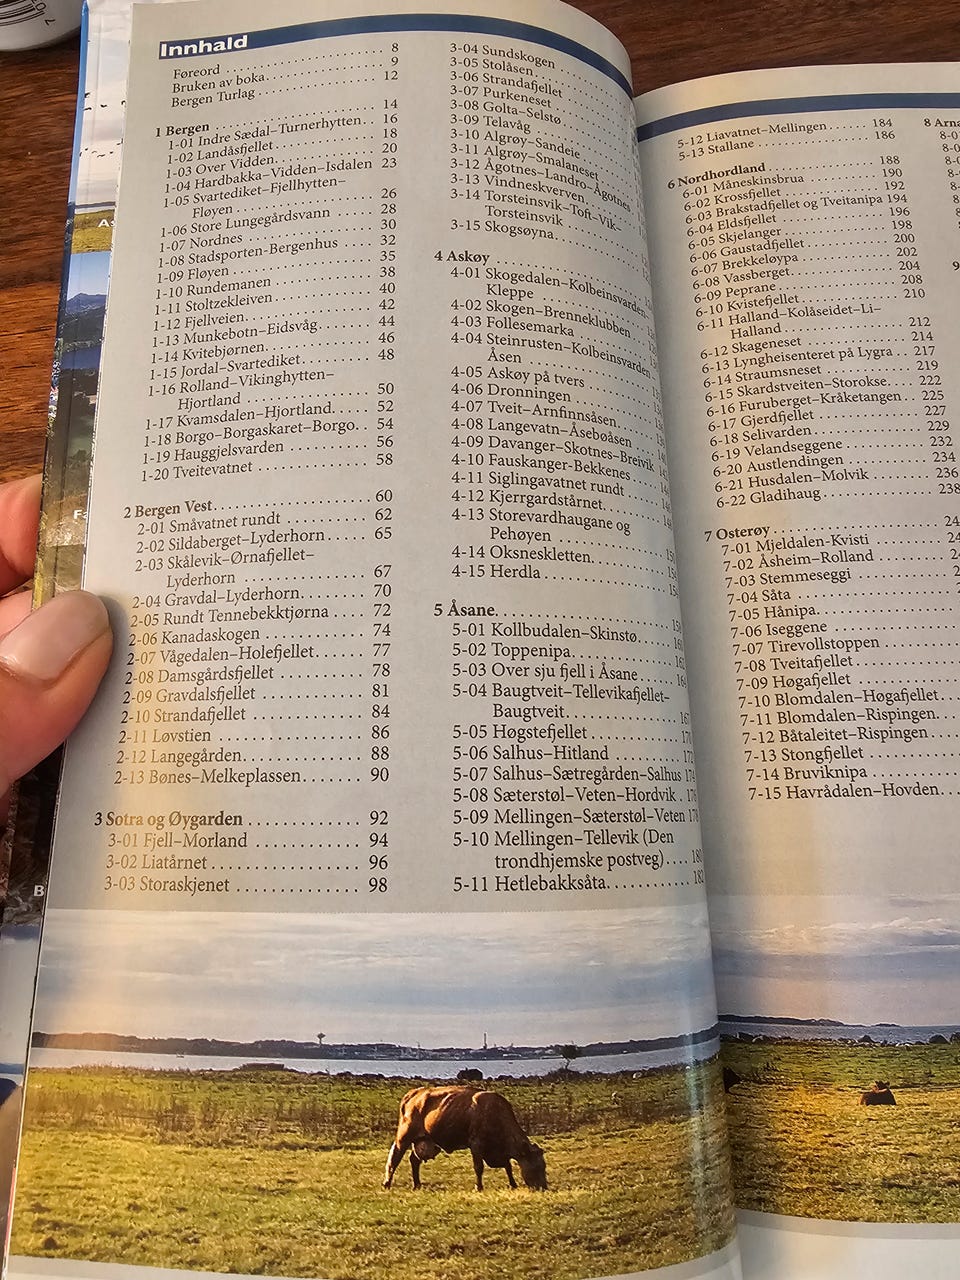 Innhald
Føreord . . . . . . . . . . . . . . . . . . . . 8
Bruken av boka. . . . . . . . . . . . . . . . 9
Bergen Turlag . . . . . . . . . . . . . . . . 12
1 Bergen . . . . . . . . . . . . . . . . . . . . 14
1-01 Indre Sædal–Turnerhytten. . 16
1-02 Landåsfjellet. . . . . . . . . . . . . 18
1-03 Over Vidden. . . . . . . . . . . . . 20
1-04 Hardbakka–Vidden–Isdalen 23
1-05 Svartediket–Fjellhytten–
Fløyen . . . . . . . . . . . . . . . . 26
1-06 Store Lungegårdsvann . . . . . . 28
1-07 Nordnes . . . . . . . . . . . . . . . 30
1-08 Stadsporten-Bergenhus . . . . . 32
1-09 Fløyen . . . . . . . . . . . . . . . . 35
1-10 Rundemanen . . . . . . . . . . . . 38
1-11 Stoltzekleiven . . . . . . . . . . . 40
1-12 Fjellveien . . . . . . . . . . . . . . 42
1-13 Munkebotn–Eidsvåg. . . . . . . 44
1-14 Kvitebjørnen. . . . . . . . . . . . 46
1-15 Jordal–Svartediket . . . . . . . . 48
1-16 Rolland–Vikinghytten–
Hjortland . . . . . . . . . . . . . . 50
1-17 Kvamsdalen–Hjortland. . . . . 52
1-18 Borgo–Borgaskaret–Borgo. . . 54
1-19 Hauggjelsvarden . . . . . . . . . 56
1-20 Tveitevatnet . . . . . . . . . . . . 58
2 Bergen Vest. . . . . . . . . . . . . . . . 60
2-01 Småvatnet rundt . . . . . . . . . 62
2-02 Sildaberget–Lyderhorn . . . . . 65
2-03 Skålevik–Ørnafjellet–
Lyderhorn . . . . . . . . . . . . . 67
2-04 Gravdal–Lyderhorn. . . . . . . 70
2-05 Rundt Tennebekktjørna . . . . 72
2-06 Kanadaskogen . . . . . . . . . . 74
2-07 Vågedalen–Holefjellet. . . . . . 77
2-08 Damsgårdsfjellet . . . . . . . . . 78
2-09 Gravdalsfjellet . . . . . . . . . . 81
2-10 Strandafjellet . . . . . . . . . . . 84
2-11 Løvstien . . . . . . . . . . . . . . 86
2-12 Langegården. . . . . . . . . . . . 88
2-13 Bønes–Melkeplassen. . . . . . . 90
3 Sotra og Øygarden . . . . . . . . . . . 92
3-01 Fjell–Morland . . . . . . . . . . 94
3-02 Liatårnet . . . . . . . . . . . . . . 96
3-03 Storaskjenet . . . . . . . . . . . . 98
3-04 Sundskogen
3-05 Stolåsen
3-06 Strandafjellet
3-07 Purkeneset
3-08 Golta–Selstø
3-09 Telavåg
3-10 Algrøy–Sandeie
3-11 Algrøy–Smalaneset
3-12 Ågotnes–Landro–Ågotnes
3-13 Vindneskverven
3-14 Torsteinsvik–Toft–Vik–
Torsteinsvik
3-15 Skogsøyna
4 Askøy
4-01 Skogedalen–Kolbeinsvarden–
Kleppe
4-02 Skogen–Brenneklubben
4-03 Follesemarka
4-04 Steinrusten–Kolbeinsvarden–
Åsen
4-05 Askøy på tvers
4-06 Dronningen
4-07 Tveit–Arnfinnsåsen
4-08 Langevatn–Åsebøåsen
4-09 Davanger–Skotnes–Breivik
4-10 Fauskanger-Bekkenes
4-11 Siglingavatnet rundt
4-12 Kjerrgardstårnet
4-13 Storevardhaugane og
Pehøyen
4-14 Oksneskletten
4-15 Herdla
5 Åsane
5-01 Kollbudalen–Skinstø
5-02 Toppenipa
5-03 Over sju fjell i Åsane
5-04 Baugtveit–Tellevikafjellet–
Baugtveit
5-05 Høgstefjellet
5-06 Salhus–Hitland . . . . . . . . . 172
5-07 Salhus–Sætregården–Salhus 174
5-08 Sæterstøl–Veten–Hordvik . 176
5-09 Mellingen–Sæterstøl–Veten 178
5-10 Mellingen–Tellevik (Den
trondhjemske postveg). . . . 180
5-11 Hetlebakksåta. . . . . . . . . . 182
5-12 Liavatnet–Mellingen . . . . . . 184
5-13 Stallane . . . . . . . . . . . . . . 186
6 Nordhordland . . . . . . . . . . . . . 188
6-01 Måneskinsbrua . . . . . . . . . 190
6-02 Krossfjellet . . . . . . . . . . . . 192
6-03 Brakstadfjellet og Tveitanipa 194
6-04 Eldsfjellet . . . . . . . . . . . . . 196
6-05 Skjelanger . . . . . . . . . . . . . 198
6-06 Gaustadfjellet . . . . . . . . . . 200
6-07 Brekkeløypa . . . . . . . . . . . 202
6-08 Vassberget. . . . . . . . . . . . . 204
6-09 Peprane . . . . . . . . . . . . . . 208
6-10 Kvistefjellet . . . . . . . . . . . . 210
6-11 Halland–Kolåseidet–Li–
Halland . . . . . . . . . . . . . . 212
6-12 Skageneset . . . . . . . . . . . . 214
6-13 Lyngheisenteret på Lygra . . 217
6-14 Straumsneset . . . . . . . . . . . 219
6-15 Skardstveiten–Storokse. . . . 222
6-16 Furuberget–Kråketangen. . . 225
6-17 Gjerdfjellet . . . . . . . . . . . . 227
6-18 Selivarden . . . . . . . . . . . . . 229
6-19 Velandseggene . . . . . . . . . . 232
6-20 Austlendingen . . . . . . . . . . 234
6-21 Husdalen–Molvik . . . . . . . . 236
6-22 Gladihaug . . . . . . . . . . . . . 238
7 Osterøy
7-01 Mjeldalen–Kvisti
7-02 Åsheim–Rolland
7-03 Stemmeseggi
7-04 Såta
7-05 Hånipa
7-06 Iseggene
7-07 Tirevollstoppen
7-08 Tveitafjellet
7-09 Høgafjellet
7-10 Blomdalen–Høgafjellet
7-11 Blomdalen–Rispingen
7-12 Båtaleitet–Rispingen
7-13 Stongfjellet
7-14 Bruviknipa
7-15 Havrådalen–Hovden
8 Arna